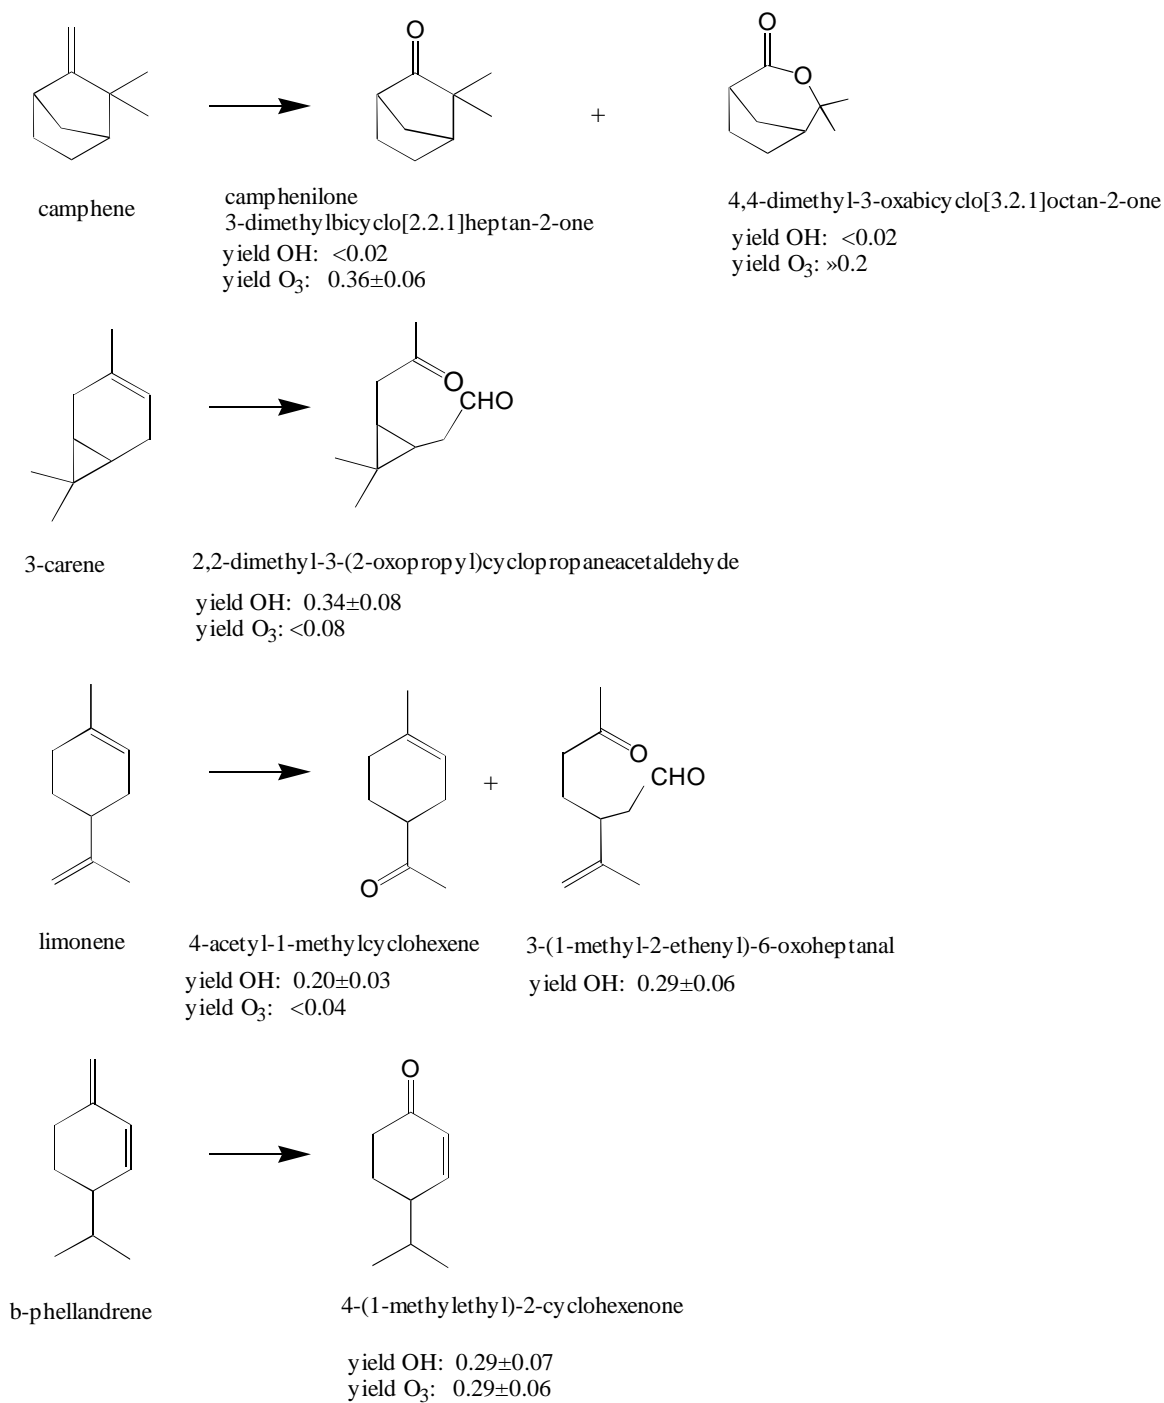 O
O
O
+
camphene
camphenilone
3-dimethylbicyclo[2.2.1]heptan-2-one
yield OH: <0.02
yield O3: 0.36±0.06
4,4-dimethyl-3-oxabicyclo[3.2.1]octan-2-one
yield OH: <0.02
yield O3: »0.2
O
CHO
3-carene
2,2-dimethyl-3-(2-oxopropyl)cyclopropaneacetaldehyde
yield OH: 0.34±0.08
yield O3: <0.08
O
+
O
CHO
limonene
4-acetyl-1-methylcyclohexene
yield OH: 0.20±0.03
yield O3: <0.04
3-(1-methyl-2-ethenyl)-6-oxoheptanal
yield OH: 0.29±0.06
O
b-phellandrene
4-(1-methylethyl)-2-cyclohexenone
yield OH: 0.29±0.07
yield O3: 0.29±0.06